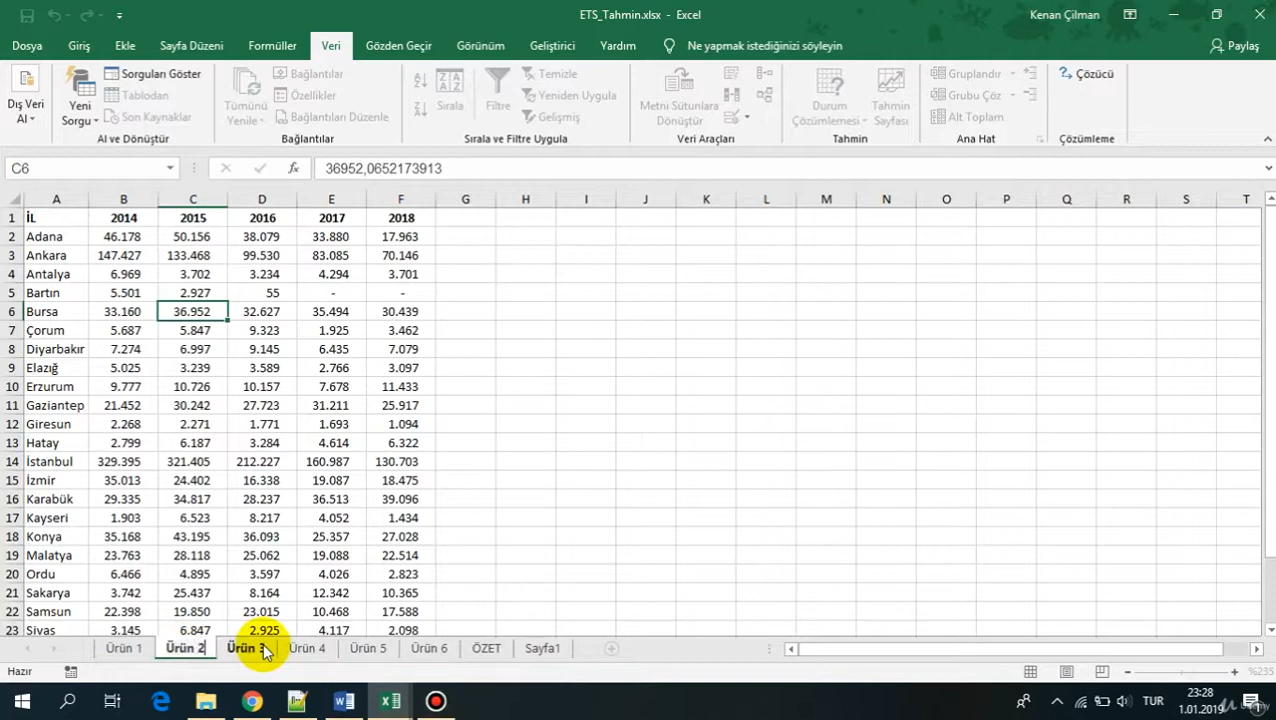 ETS_Tahmin.xlsx - Excel
Kenan Çilman
Dosya Giriş Ekle Sayfa Düzeni Formüller Veri Gözden Geçir Görünüm Geliştirici Yardım Ne yapmak istediğinizi söyleyin Paylaş
Dış Veri Al
Yeni Sorgu
Sorguları Göster
Tablodan
Son Kaynaklar
Al ve Dönüştür
Tümünü Yenile
Bağlantılar
Özellikler
Bağlantıları Düzenle
Bağlantılar
Sırala
Filtre
Temizle
Yeniden Uygula
Gelişmiş
Sırala ve Filtre Uygula
Metni Sütunlara Dönüştür
Veri Araçları
Durum Çözümlemesi
Tahmin Sayfası
Tahmin
Gruplandır
Grubu Çöz
Alt Toplam
Ana Hat
Çözücü
Çözümleme
C6 fx 36952,0652173913
A B C D E F G H I J K L M N O P Q R S T
1 İL 2014 2015 2016 2017 2018
2 Adana 46.178 50.156 38.079 33.880 17.963
3 Ankara 147.427 133.468 99.530 83.085 70.146
4 Antalya 6.969 3.702 3.234 4.294 3.701
5 Bartın 5.501 2.927 55 - -
6 Bursa 33.160 36.952 32.627 35.494 30.439
7 Çorum 5.687 5.847 9.323 1.925 3.462
8 Diyarbakır 7.274 6.997 9.145 6.435 7.079
9 Elazığ 5.025 3.239 3.589 2.766 3.097
10 Erzurum 9.777 10.726 10.157 7.678 11.433
11 Gaziantep 21.452 30.242 27.723 31.211 25.917
12 Giresun 2.268 2.271 1.771 1.693 1.094
13 Hatay 2.799 6.187 3.284 4.614 6.322
14 İstanbul 329.395 321.405 212.227 160.987 130.703
15 İzmir 35.013 24.402 16.338 19.087 18.475
16 Karabük 29.335 34.817 28.237 36.513 39.096
17 Kayseri 1.903 6.523 8.217 4.052 1.434
18 Konya 35.168 43.195 36.093 25.357 27.028
19 Malatya 23.763 28.118 25.062 19.088 22.514
20 Ordu 6.466 4.895 3.597 4.026 2.823
21 Sakarya 3.742 25.437 8.164 12.342 10.365
22 Samsun 22.398 19.850 23.015 10.468 17.588
23 Sivas 3.145 6.847 2.925 4.117 2.098
Ürün 1 Ürün 2 Ürün 3 Ürün 4 Ürün 5 Ürün 6 ÖZET Sayfa1
Hazır %235
TUR 23:28
1.01.2019
Udemy